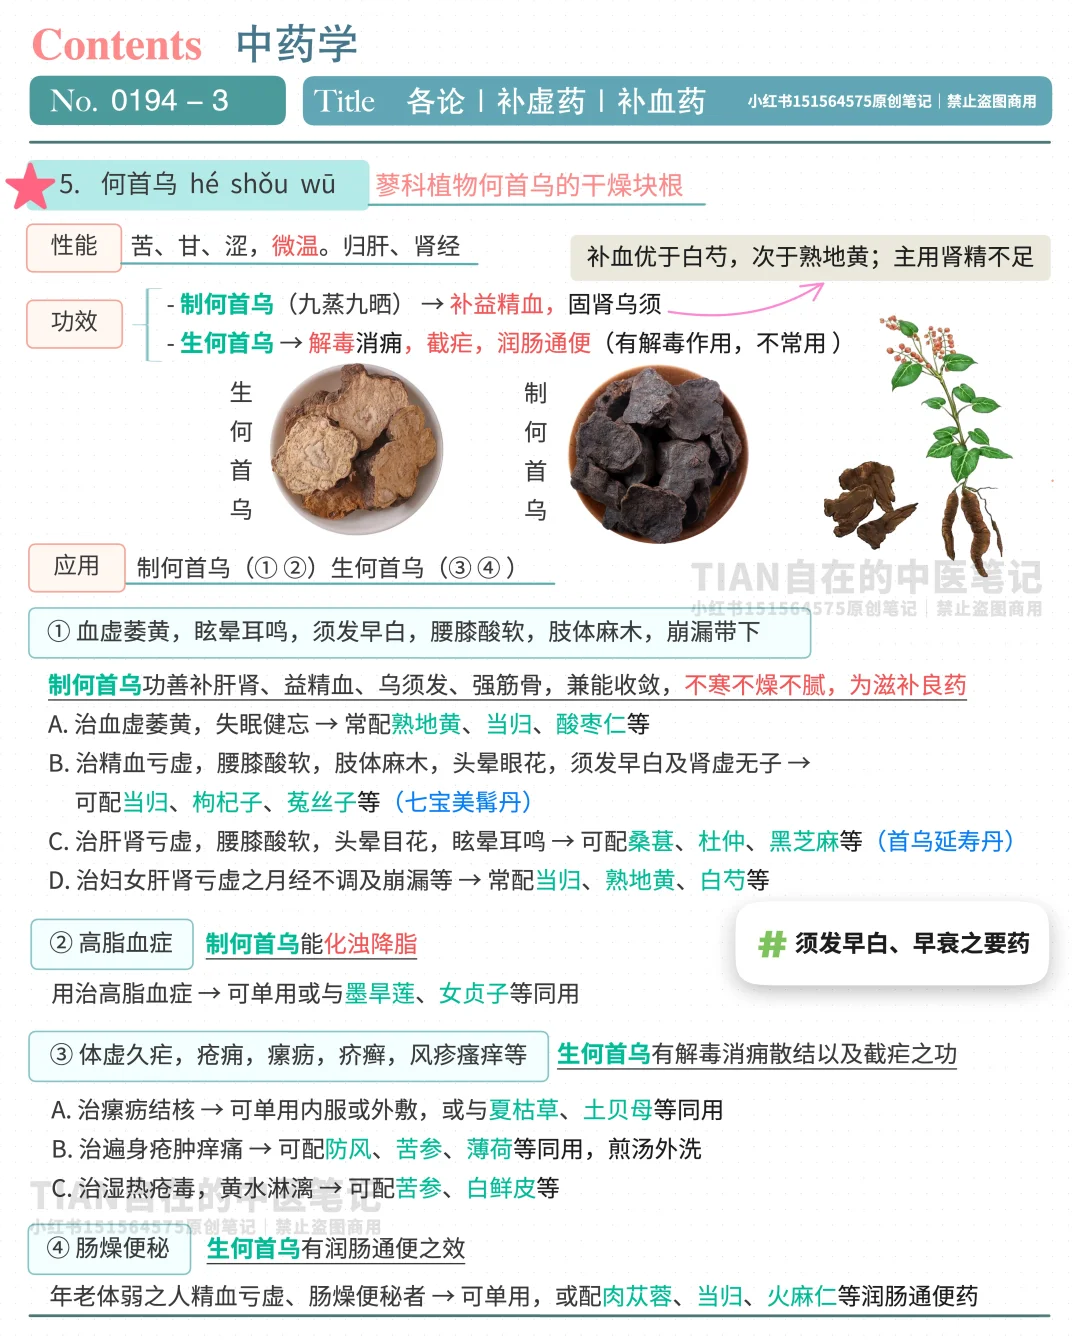 Contents 中药学
No. 0194 – 3
Title 各论丨补虚药丨补血药 小红书151564575原创笔记｜禁止盗图商用
5. 何首乌 hé shǒu wū 蓼科植物何首乌的干燥块根
性能 苦、甘、涩，微温。归肝、肾经
补血优于白芍，次于熟地黄；主用肾精不足
功效
- 制何首乌（九蒸九晒）→ 补益精血，固肾乌须
- 生何首乌 → 解毒消痈，截疟，润肠通便（有解毒作用，不常用 ）
生何首乌
制何首乌
应用 制何首乌（① ②）生何首乌（③ ④ ）
TIAN自在的中医笔记
小红书151564575原创笔记｜禁止盗图商用
① 血虚萎黄，眩晕耳鸣，须发早白，腰膝酸软，肢体麻木，崩漏带下
制何首乌功善补肝肾、益精血、乌须发、强筋骨，兼能收敛，不寒不燥不腻，为滋补良药
A. 治血虚萎黄，失眠健忘 → 常配熟地黄、当归、酸枣仁等
B. 治精血亏虚，腰膝酸软，肢体麻木，头晕眼花，须发早白及肾虚无子 →
可配当归、枸杞子、菟丝子等（七宝美髯丹）
C. 治肝肾亏虚，腰膝酸软，头晕目花，眩晕耳鸣 → 可配桑葚、杜仲、黑芝麻等（首乌延寿丹）
D. 治妇女肝肾亏虚之月经不调及崩漏等 → 常配当归、熟地黄、白芍等
② 高脂血症 制何首乌能化浊降脂
# 须发早白、早衰之要药
用治高脂血症 → 可单用或与墨旱莲、女贞子等同用
③ 体虚久疟，疮痈，瘰疬，疥癣，风疹瘙痒等 生何首乌有解毒消痈散结以及截疟之功
A. 治瘰疬结核 → 可单用内服或外敷，或与夏枯草、土贝母等同用
B. 治遍身疮肿痒痛 → 可配防风、苦参、薄荷等同用，煎汤外洗
C. 治湿热疮毒，黄水淋漓 → 可配苦参、白鲜皮等
TIAN自在的中医笔记
小红书151564575原创笔记｜禁止盗图商用
④ 肠燥便秘 生何首乌有润肠通便之效
年老体弱之人精血亏虚、肠燥便秘者 → 可单用，或配肉苁蓉、当归、火麻仁等润肠通便药